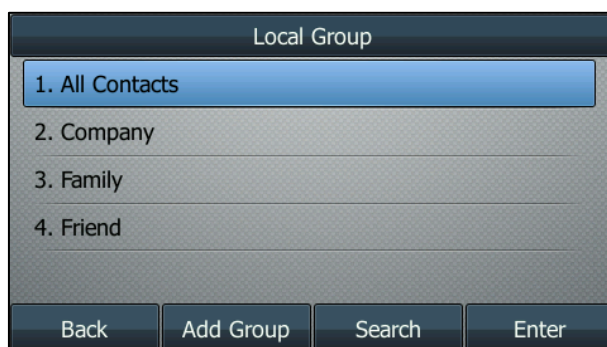 Local Group
1. All Contacts
2. Company
3. Family
4. Friend
Back Add Group Search Enter